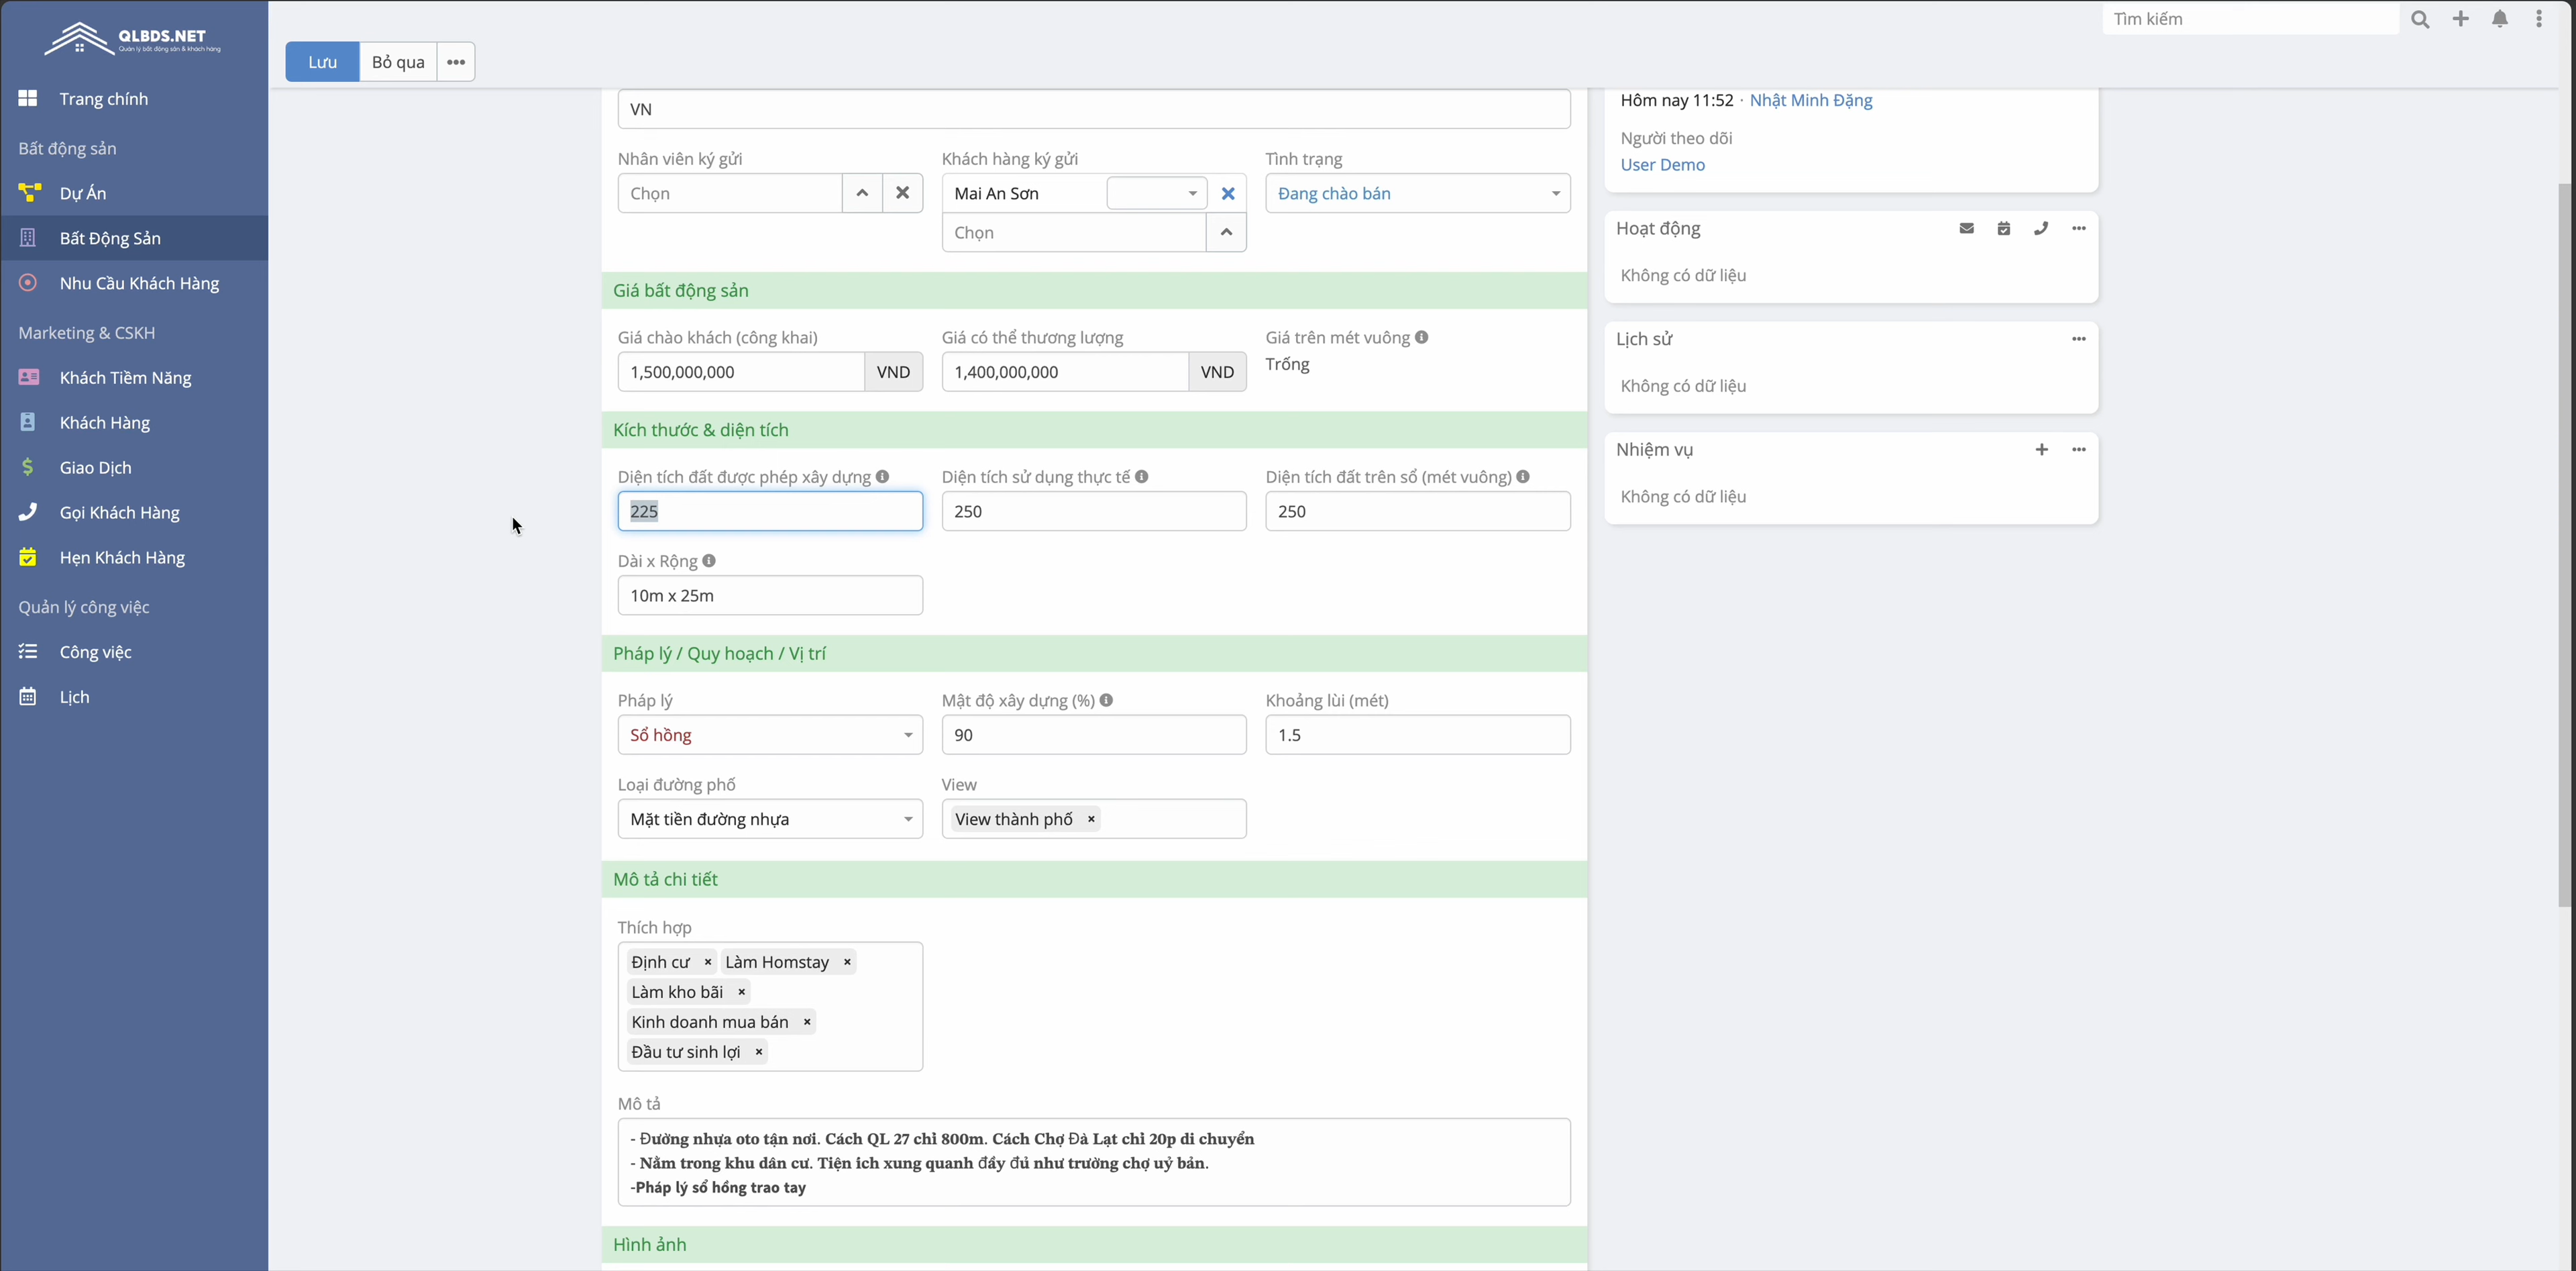 QLBDS.NET
Quản lý bất động sản & khách hàng
Trang chính
Bất động sản
Dự Án
Bất Động Sản
Nhu Cầu Khách Hàng
Marketing & CSKH
Khách Tiềm Năng
Khách Hàng
Giao Dịch
Gọi Khách Hàng
Hẹn Khách Hàng
Quản lý công việc
Công việc
Lịch
Tìm kiếm
Lưu Bỏ qua
VN
Nhân viên ký gửi Khách hàng ký gửi Tình trạng
Chọn Mai An Sơn Đang chào bán
Chọn
Giá bất động sản
Giá chào khách (công khai) Giá có thể thương lượng Giá trên mét vuông
1,500,000,000 VND 1,400,000,000 VND Trống
Kích thước & diện tích
Diện tích đất được phép xây dựng Diện tích sử dụng thực tế Diện tích đất trên sổ (mét vuông)
225 250 250
Dài x Rộng
10m x 25m
Pháp lý / Quy hoạch / Vị trí
Pháp lý Mật độ xây dựng (%) Khoảng lùi (mét)
Sổ hồng 90 1.5
Loại đường phố View
Mặt tiền đường nhựa View thành phố ×
Mô tả chi tiết
Thích hợp
Định cư × Làm Homstay ×
Làm kho bãi ×
Kinh doanh mua bán ×
Đầu tư sinh lợi ×
Mô tả
- Đường nhựa oto tận nơi. Cách QL 27 chỉ 800m. Cách Chợ Đà Lạt chỉ 20p di chuyển
- Nằm trong khu dân cư. Tiện ích xung quanh đầy đủ như trường chợ uỷ bản.
-Pháp lý sổ hồng trao tay
Hình ảnh
Hôm nay 11:52 · Nhật Minh Đặng
Người theo dõi
User Demo
Hoạt động
Không có dữ liệu
Lịch sử
Không có dữ liệu
Nhiệm vụ
Không có dữ liệu